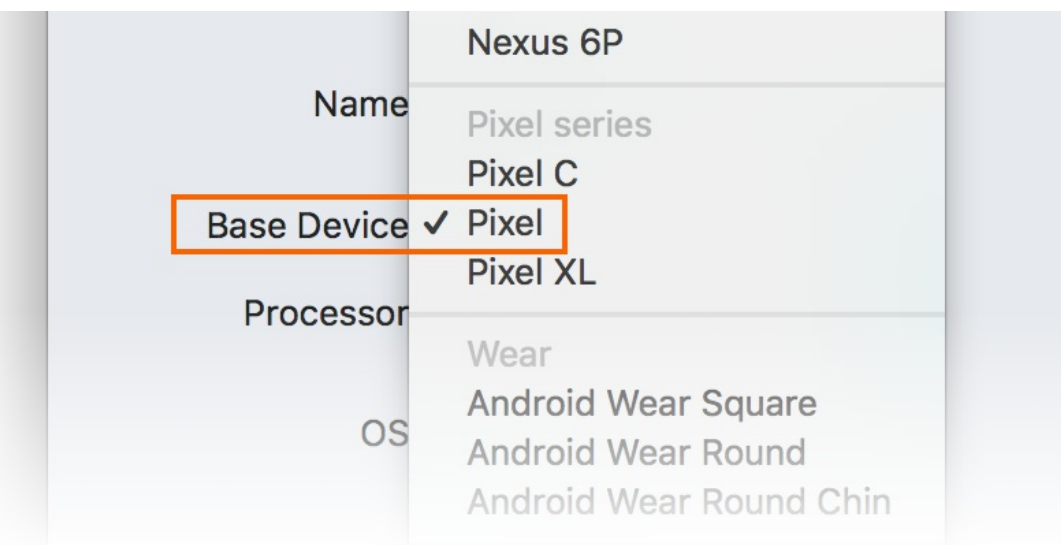 Nexus 6P
Name
Pixel series
Pixel C
Base Device ✓ Pixel
Pixel XL
Processor
Wear
Android Wear Square
OS
Android Wear Round
Android Wear Round Chin